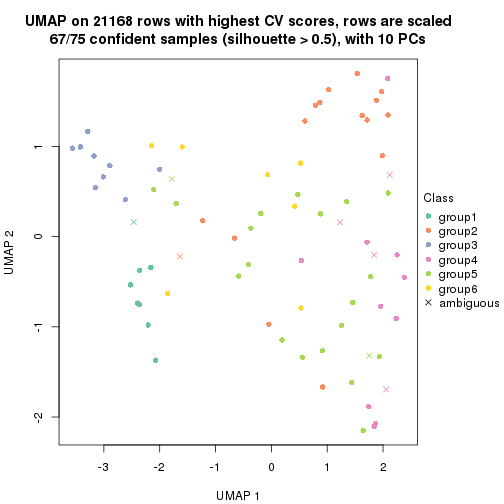 UMAP on 21168 rows with highest CV scores, rows are scaled
67/75 confident samples (silhouette > 0.5), with 10 PCs
UMAP 2
1
0
-1
-2
-3
-2
-1
0
1
2
UMAP 1
Class
group1
group2
group3
group4
group5
group6
ambiguous